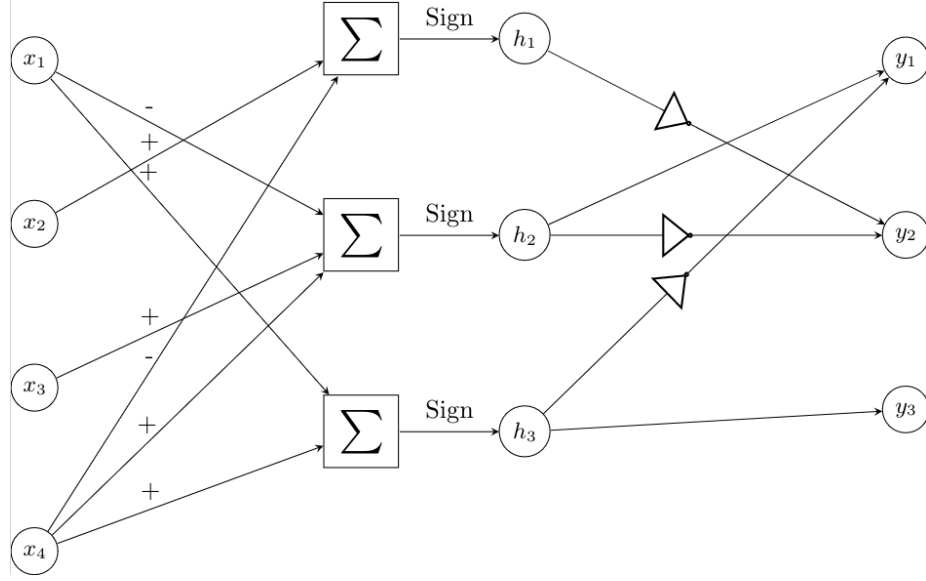 Sign
x₁
∑
h₁
y₁
-
+
+
x₂
Sign
∑
h₂
y₂
+
-
x₃
Sign
∑
h₃
y₃
+
+
x₄